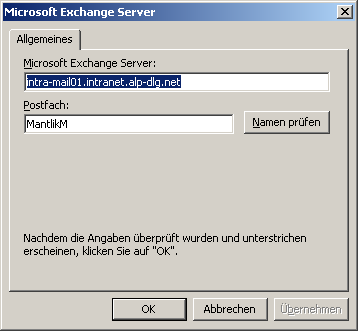 Microsoft Exchange Server
Allgemeines
Microsoft Exchange Server:
intra-mail01.intranet.alp-dlg.net
Postfach:
MantlikM
Namen prüfen
Nachdem die Angaben überprüft wurden und unterstrichen
erscheinen, klicken Sie auf "OK".
OK
Abbrechen
Übernehmen